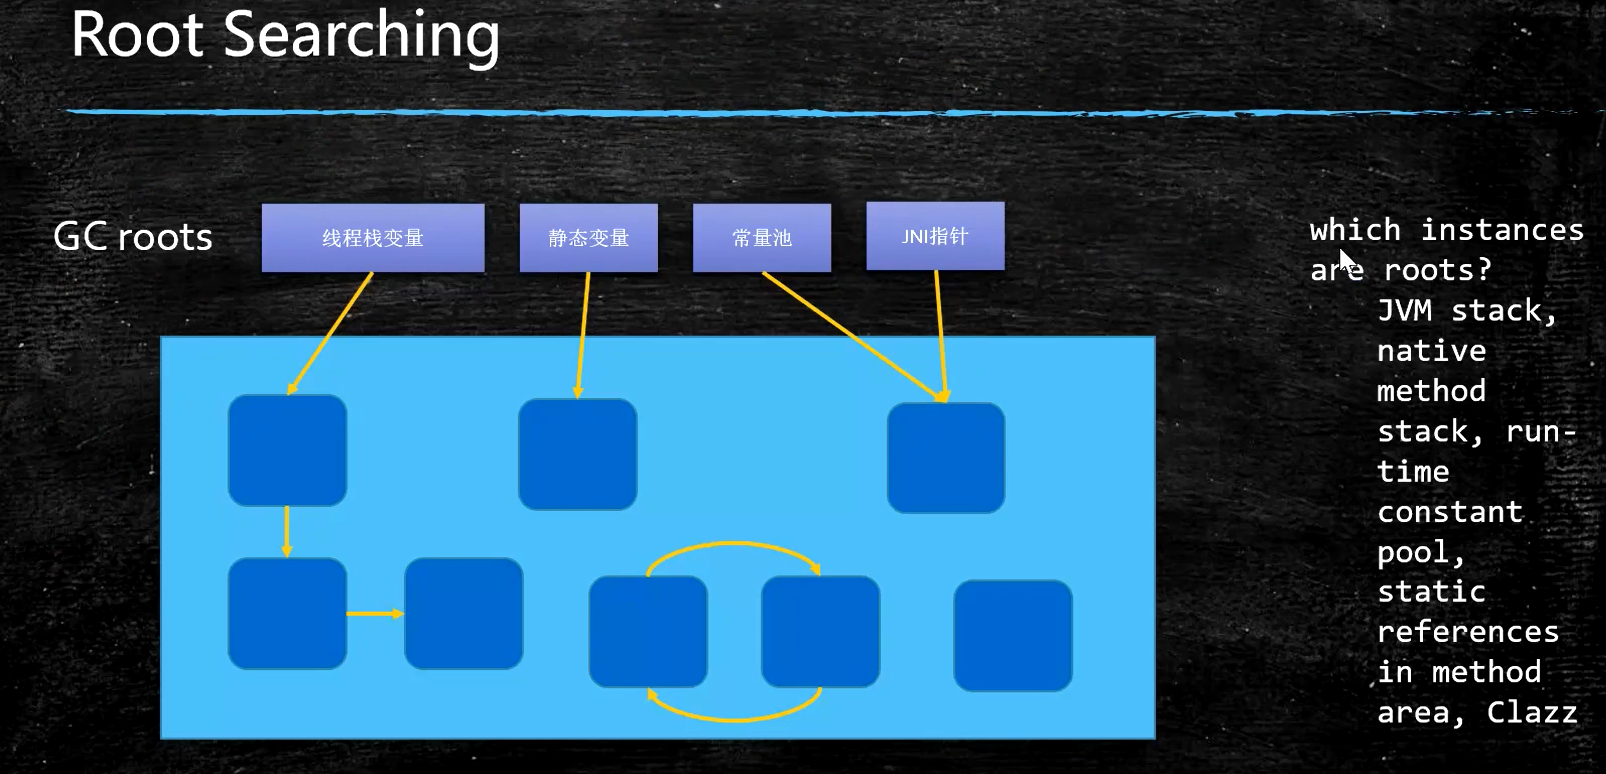 Root Searching
GC roots
线程栈变量
静态变量
常量池
JNI指针
which instances
are roots?
JVM stack,
native
method
stack, run-
time
constant
pool,
static
references
in method
area, Clazz